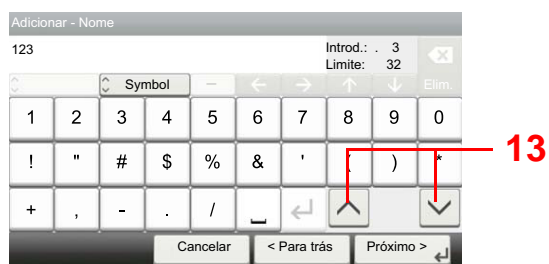 Adicionar - Nome
123
Introd.: . 3
Limite: 32
Symbol Elim.
1 2 3 4 5 6 7 8 9 0
! " # $ % & ' ( ) *
+ , - . /
Cancelar < Para trás Próximo >
13